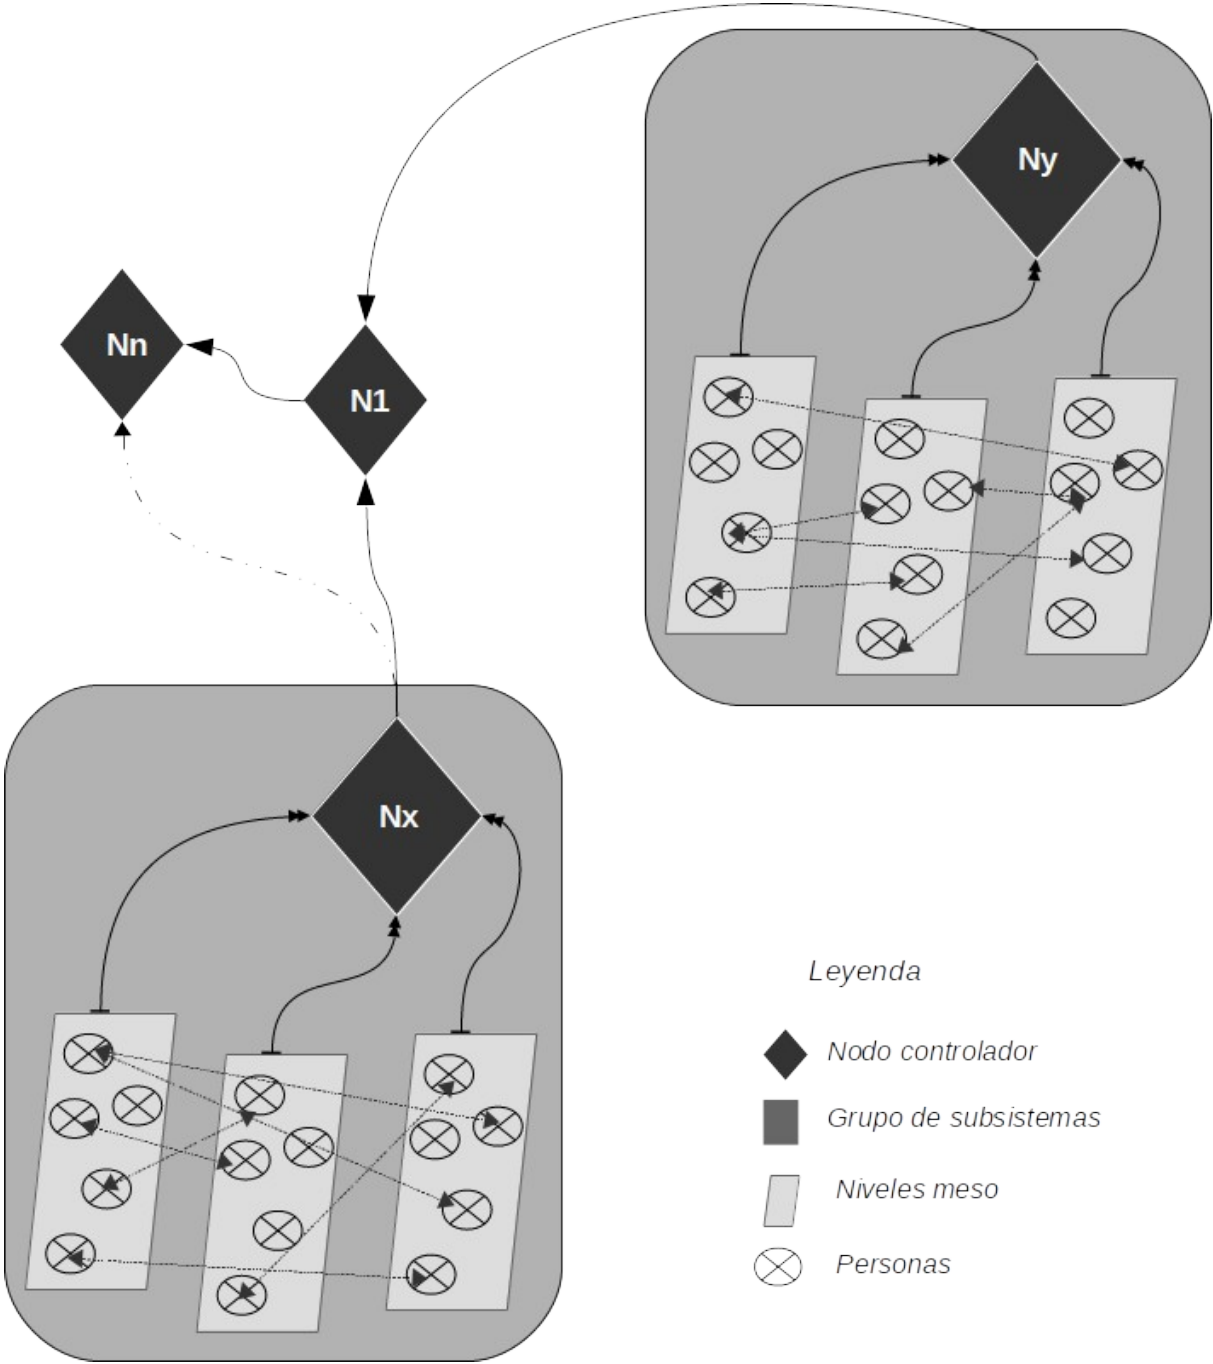 Ny
Nn
N1
Nx
Leyenda
Nodo controlador
Grupo de subsistemas
Niveles meso
Personas